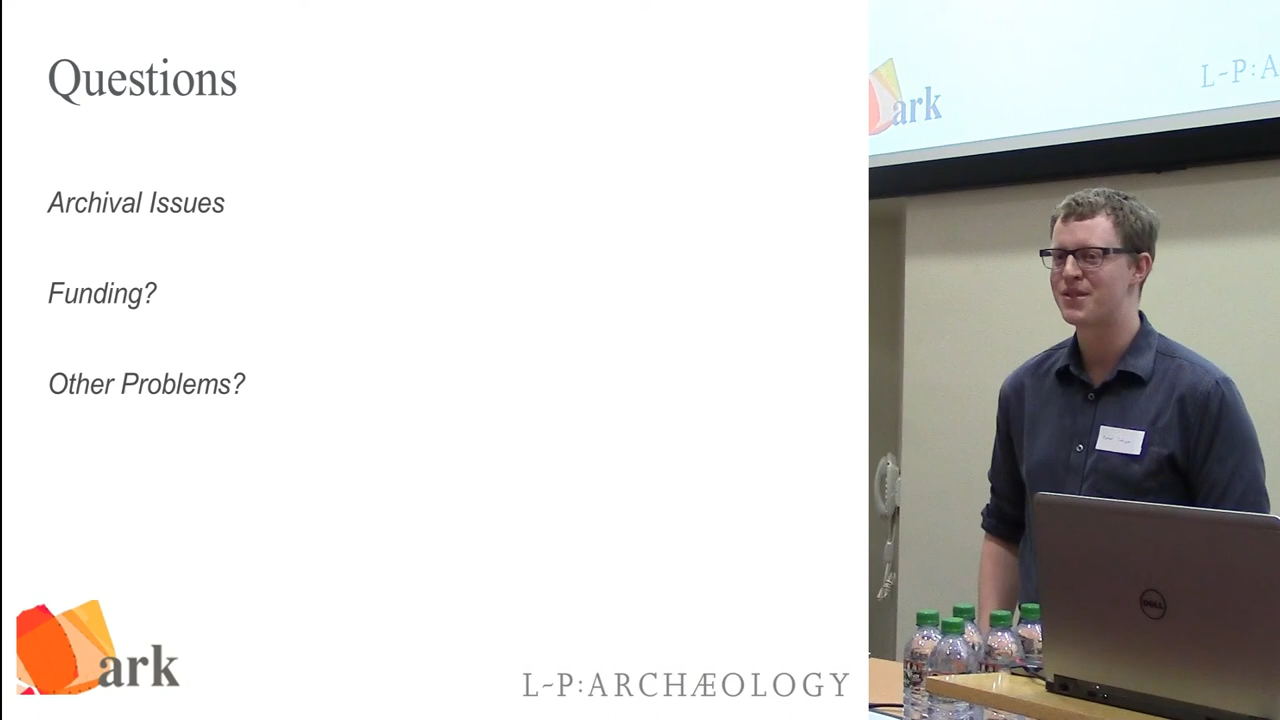 Questions
Archival Issues
Funding?
Other Problems?
ark
L~P:ARCHÆOLOGY
ark
L~P:A
DELL